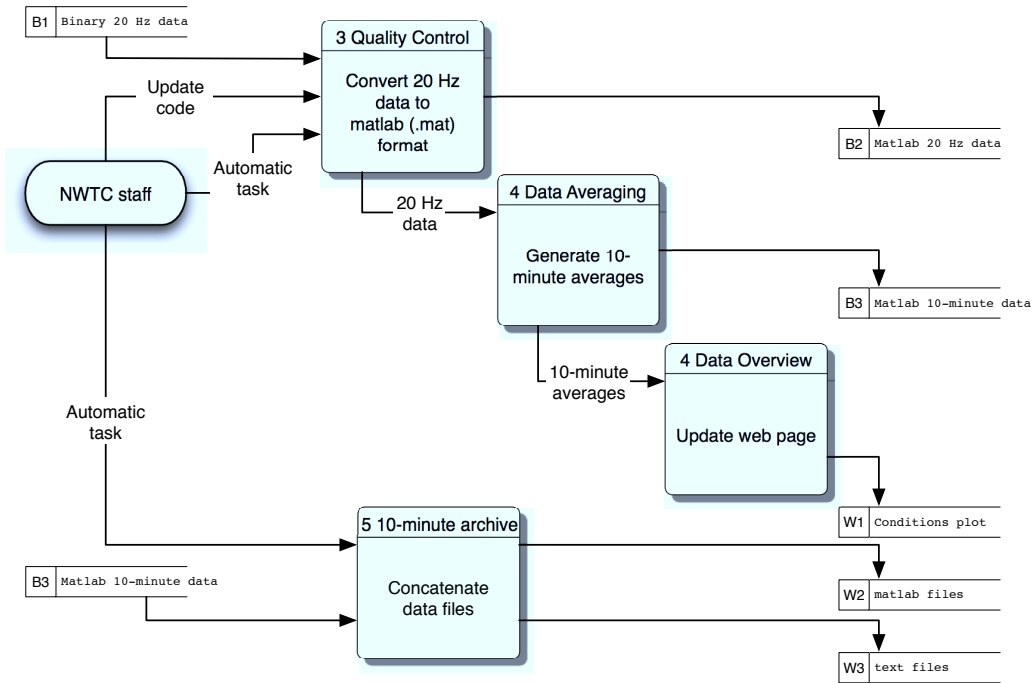 B1 Binary 20 Hz data
3 Quality Control
Convert 20 Hz
data to
matlab (.mat)
format
Update
code
Automatic
task
NWTC staff
B2 Matlab 20 Hz data
20 Hz
data
4 Data Averaging
Generate 10-
minute averages
B3 Matlab 10-minute data
10-minute
averages
4 Data Overview
Update web page
Automatic
task
W1 Conditions plot
5 10-minute archive
Concatenate
data files
B3 Matlab 10-minute data
W2 matlab files
W3 text files